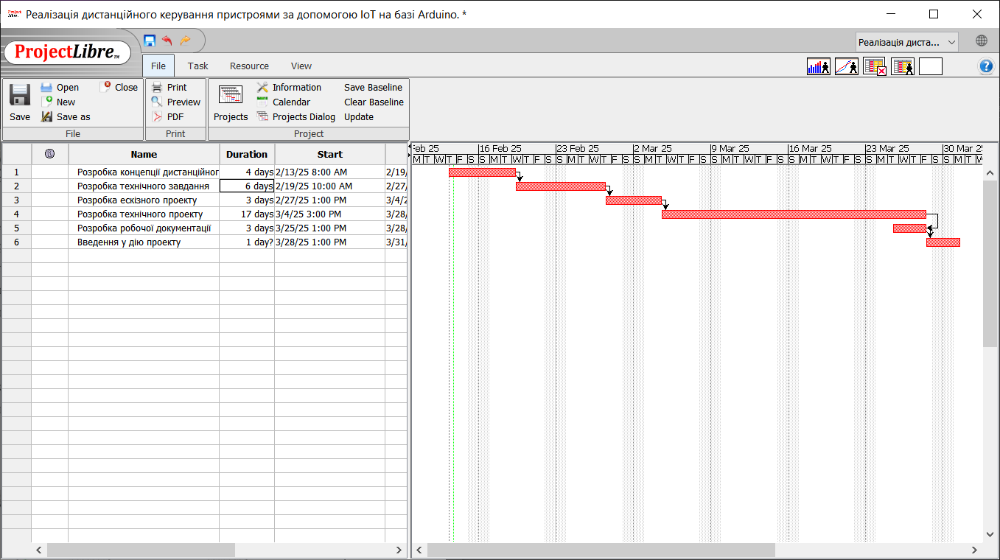 Project Libre. Реалізація дистанційного керування пристроями за допомогою IoT на базі Arduino. *
ProjectLibre™
Реалізація диста...
File Task Resource View
Save Open New Save as Close
File
Print Preview PDF
Print
Projects Information Calendar Projects Dialog Save Baseline Clear Baseline Update
Project
Name Duration Start
1 Розробка концепції дистанційног 4 days 2/13/25 8:00 AM 2/19/
2 Розробка технічного завдання 6 days 2/19/25 10:00 AM 2/27/
3 Розробка ескізного проекту 3 days 2/27/25 1:00 PM 3/4/2
4 Розробка технічного проекту 17 days 3/4/25 3:00 PM 3/28/
5 Розробка робочої документації 3 days 3/25/25 1:00 PM 3/28/
6 Введення у дію проекту 1 day? 3/28/25 1:00 PM 3/31/
Feb 25 16 Feb 25 23 Feb 25 2 Mar 25 9 Mar 25 16 Mar 25 23 Mar 25 30 Mar 25
M T W T F S S M T W T F S S M T W T F S S M T W T F S S M T W T F S S M T W T F S S M T W T F S S M T W